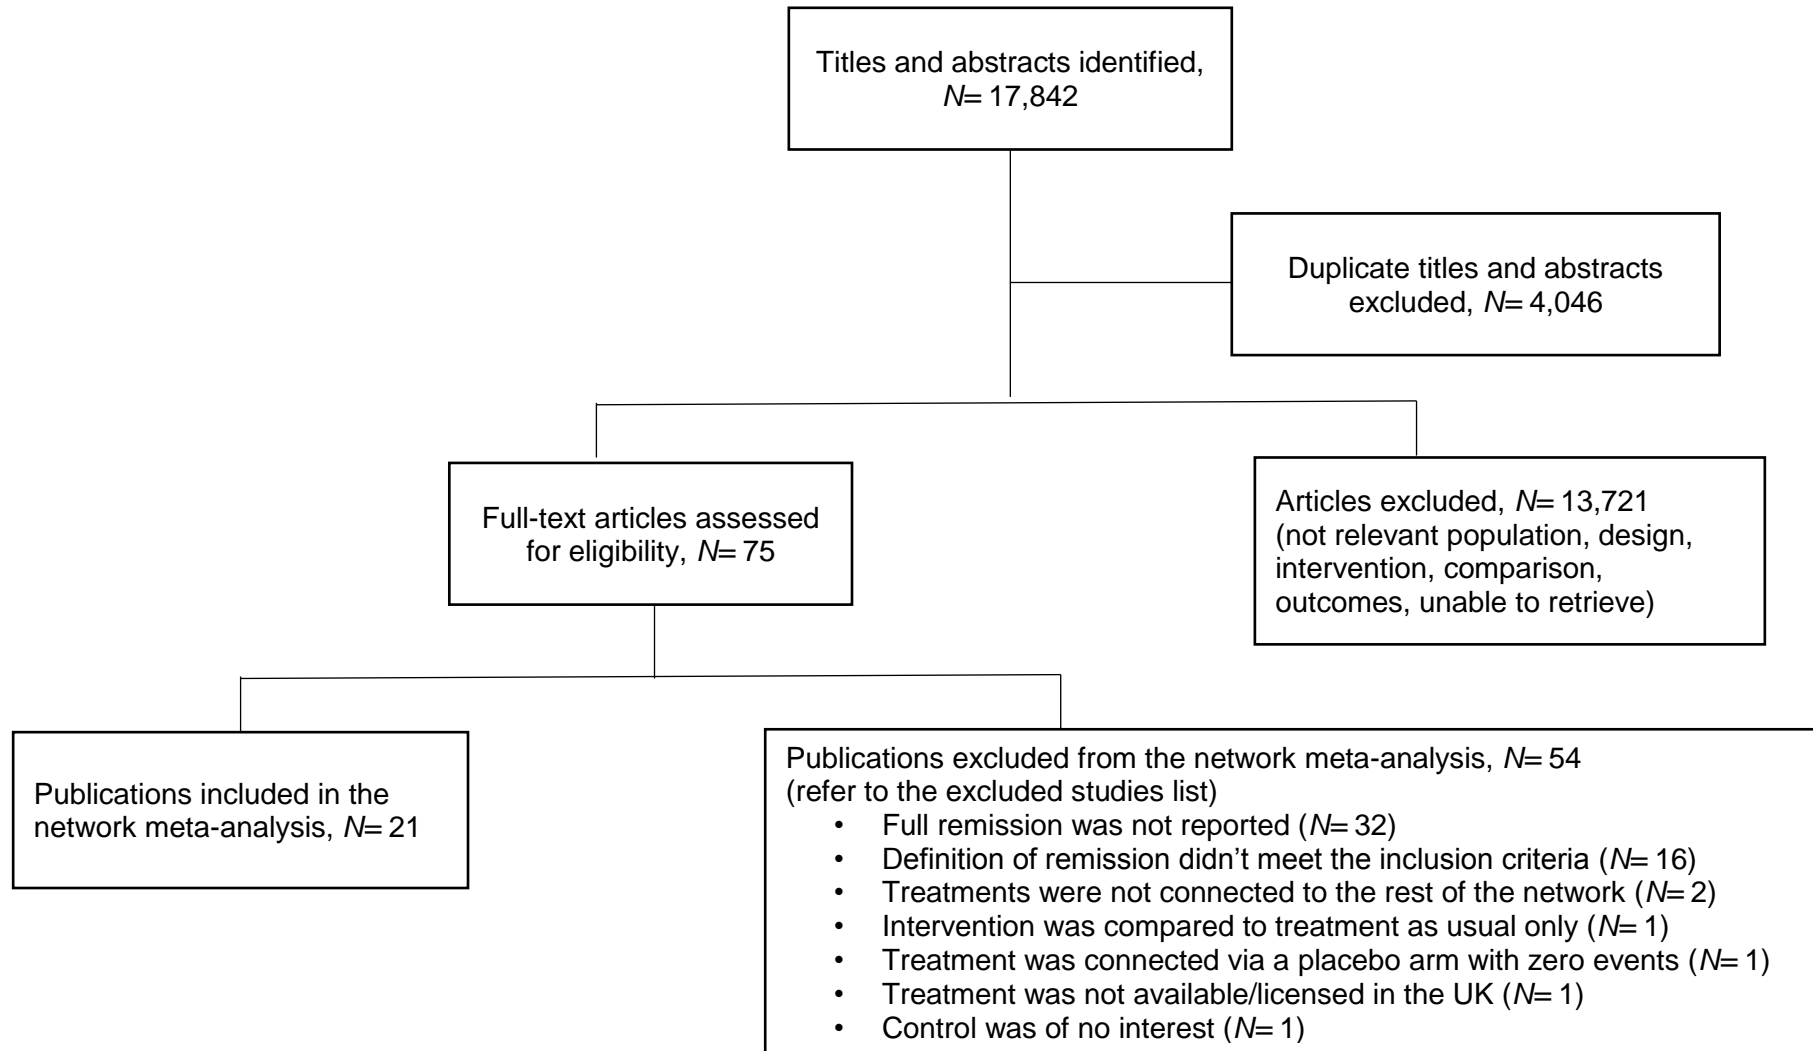 Titles and abstracts identified,
N= 17,842
Duplicate titles and abstracts
excluded, N= 4,046
Full-text articles assessed
for eligibility, N= 75
Articles excluded, N= 13,721
(not relevant population, design,
intervention, comparison,
outcomes, unable to retrieve)
Publications included in the
network meta-analysis, N= 21
Publications excluded from the network meta-analysis, N= 54
(refer to the excluded studies list)
• Full remission was not reported (N= 32)
• Definition of remission didn’t meet the inclusion criteria (N= 16)
• Treatments were not connected to the rest of the network (N= 2)
• Intervention was compared to treatment as usual only (N= 1)
• Treatment was connected via a placebo arm with zero events (N= 1)
• Treatment was not available/licensed in the UK (N= 1)
• Control was of no interest (N= 1)